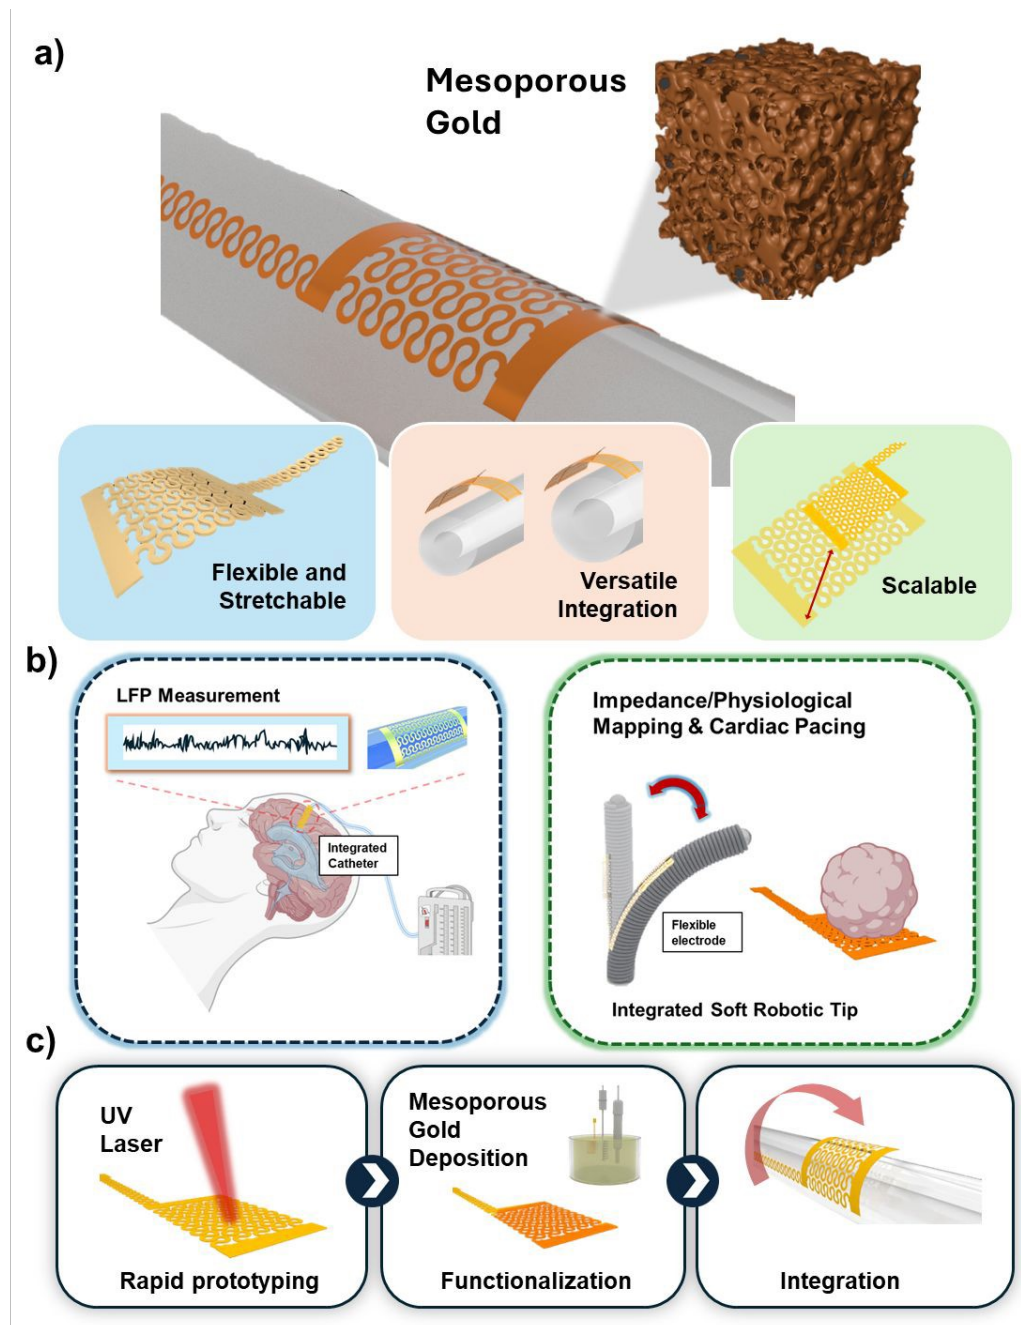 a)
Mesoporous
Gold
Flexible and
Stretchable
Versatile
Integration
Scalable
b)
LFP Measurement
Integrated
Catheter
Impedance/Physiological
Mapping & Cardiac Pacing
Flexible
electrode
Integrated Soft Robotic Tip
c)
UV
Laser
Rapid prototyping
Mesoporous
Gold
Deposition
Functionalization
Integration